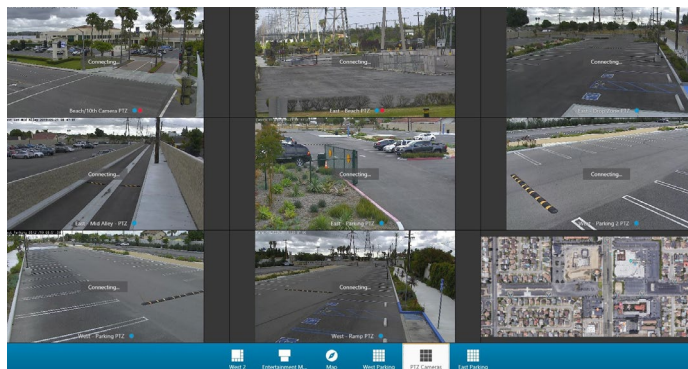 Connecting...
Connecting...
Connecting...
Beach/10th Camera PTZ
East - Beach PTZ
Connecting...
Connecting...
Connecting...
East - Mid Alley - PTZ
East - Parking PTZ
West - Parking 2 PTZ
Connecting...
Connecting...
West - Parking PTZ
West - Ramp PTZ
West 2
Entertainment M...
Map
West Parking
PTZ Cameras
East Parking